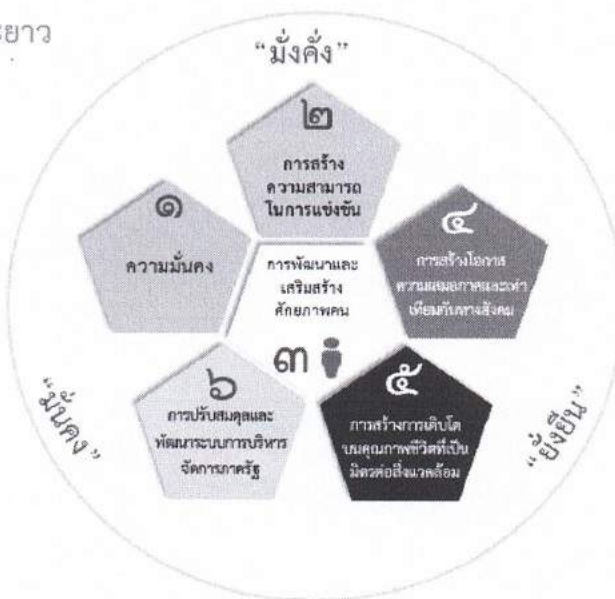 ะยาว
“มั่งคั่ง”
๒
การสร้าง
ความสามารถ
ในการแข่งขัน
๑
ความมั่นคง
การพัฒนาและ
เสริมสร้าง
ศักยภาพคน
๓
๔
การสร้างโอกาส
ความเสมอภาคและเท่า
เทียมกันทางสังคม
๖
การปรับสมดุลและ
พัฒนาระบบการบริหาร
จัดการภาครัฐ
๕
การสร้างการเติบโต
บนคุณภาพชีวิตที่เป็น
มิตรต่อสิ่งแวดล้อม
“มั่นคง”
“ยั่งยืน”